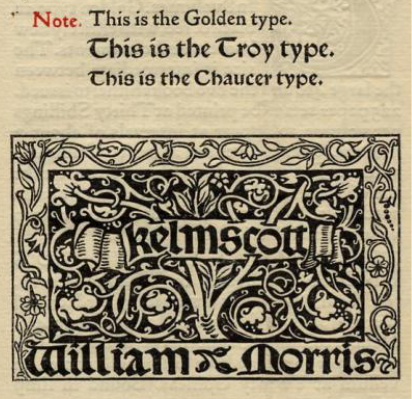 Note. This is the Golden type.
This is the Troy type.
This is the Chaucer type.
kelmscott
William Morris